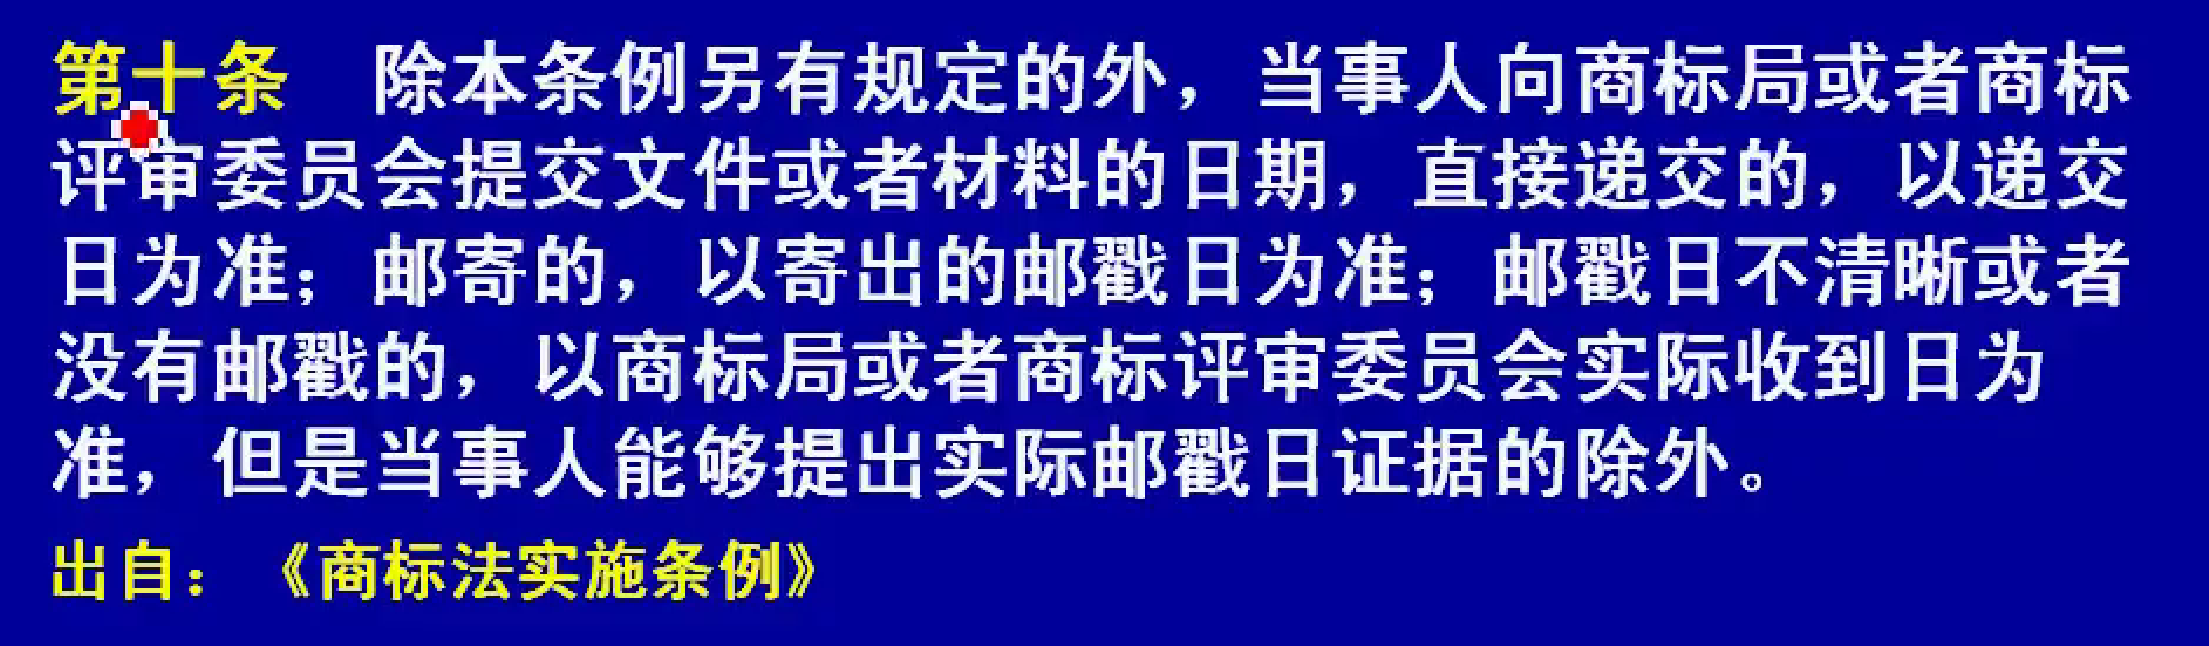 第十条 除本条例另有规定的外，当事人向商标局或者商标
评审委员会提交文件或者材料的日期，直接递交的，以递交
日为准；邮寄的，以寄出的邮戳日为准；邮戳日不清晰或者
没有邮戳的，以商标局或者商标评审委员会实际收到日为
准，但是当事人能够提出实际邮戳日证据的除外。
出自：《商标法实施条例》